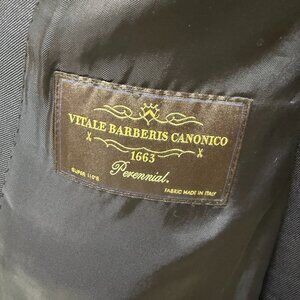 VITALE BARBERIS CANONICO
1663
Perennial.
SUPER 110'S
FABRIC MADE IN ITALY